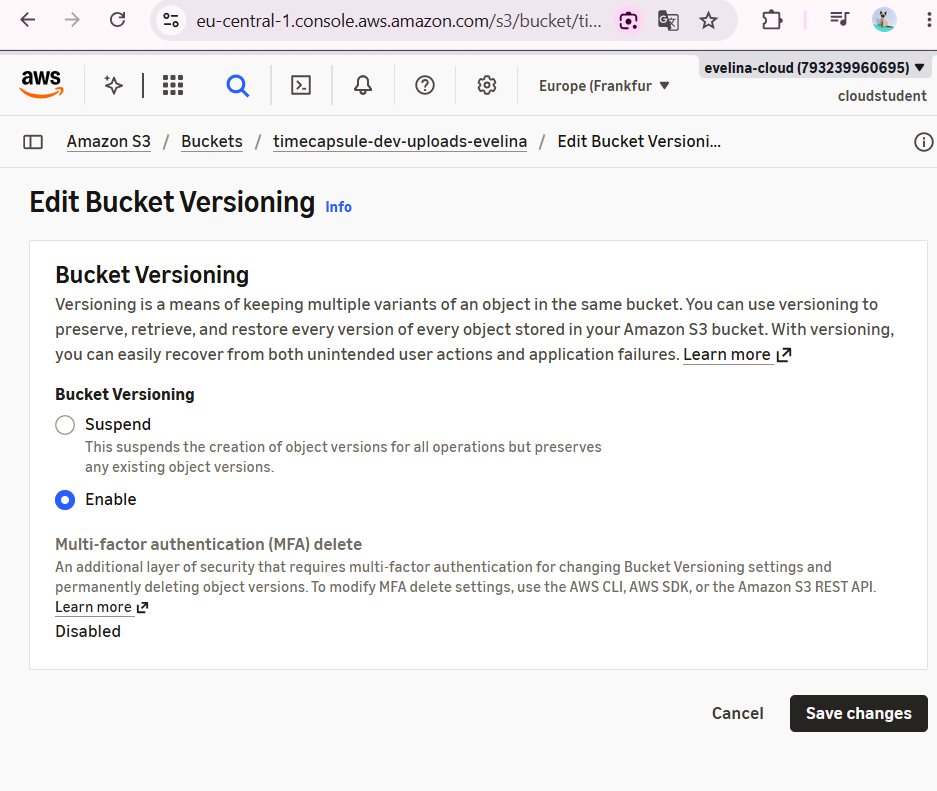 eu-central-1.console.aws.amazon.com/s3/bucket/ti...
aws
Europe (Frankfur
evelina-cloud (793239960695)
cloudstudent
Amazon S3 / Buckets / timecapsule-dev-uploads-evelina / Edit Bucket Versioni...
Edit Bucket Versioning Info
Bucket Versioning
Versioning is a means of keeping multiple variants of an object in the same bucket. You can use versioning to
preserve, retrieve, and restore every version of every object stored in your Amazon S3 bucket. With versioning,
you can easily recover from both unintended user actions and application failures. Learn more
Bucket Versioning
Suspend
This suspends the creation of object versions for all operations but preserves
any existing object versions.
Enable
Multi-factor authentication (MFA) delete
An additional layer of security that requires multi-factor authentication for changing Bucket Versioning settings and
permanently deleting object versions. To modify MFA delete settings, use the AWS CLI, AWS SDK, or the Amazon S3 REST API.
Learn more
Disabled
Cancel
Save changes